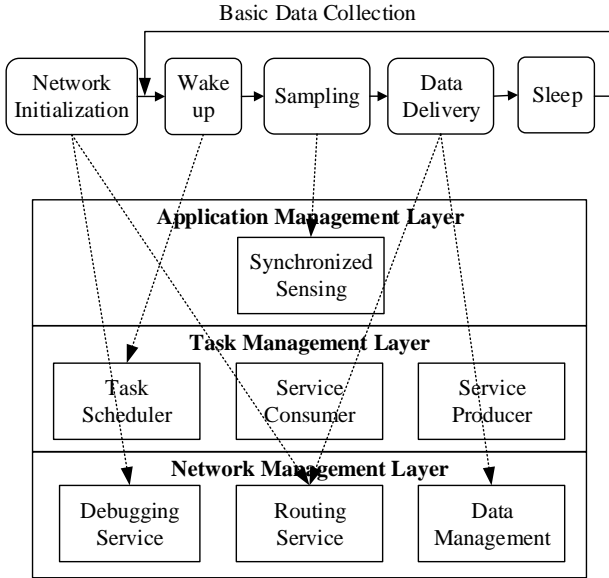 Basic Data Collection
Network
Initialization
Wake
up
Sampling
Data
Delivery
Sleep
Application Management Layer
Synchronized
Sensing
Task Management Layer
Task
Scheduler
Service
Consumer
Service
Producer
Network Management Layer
Debugging
Service
Routing
Service
Data
Management